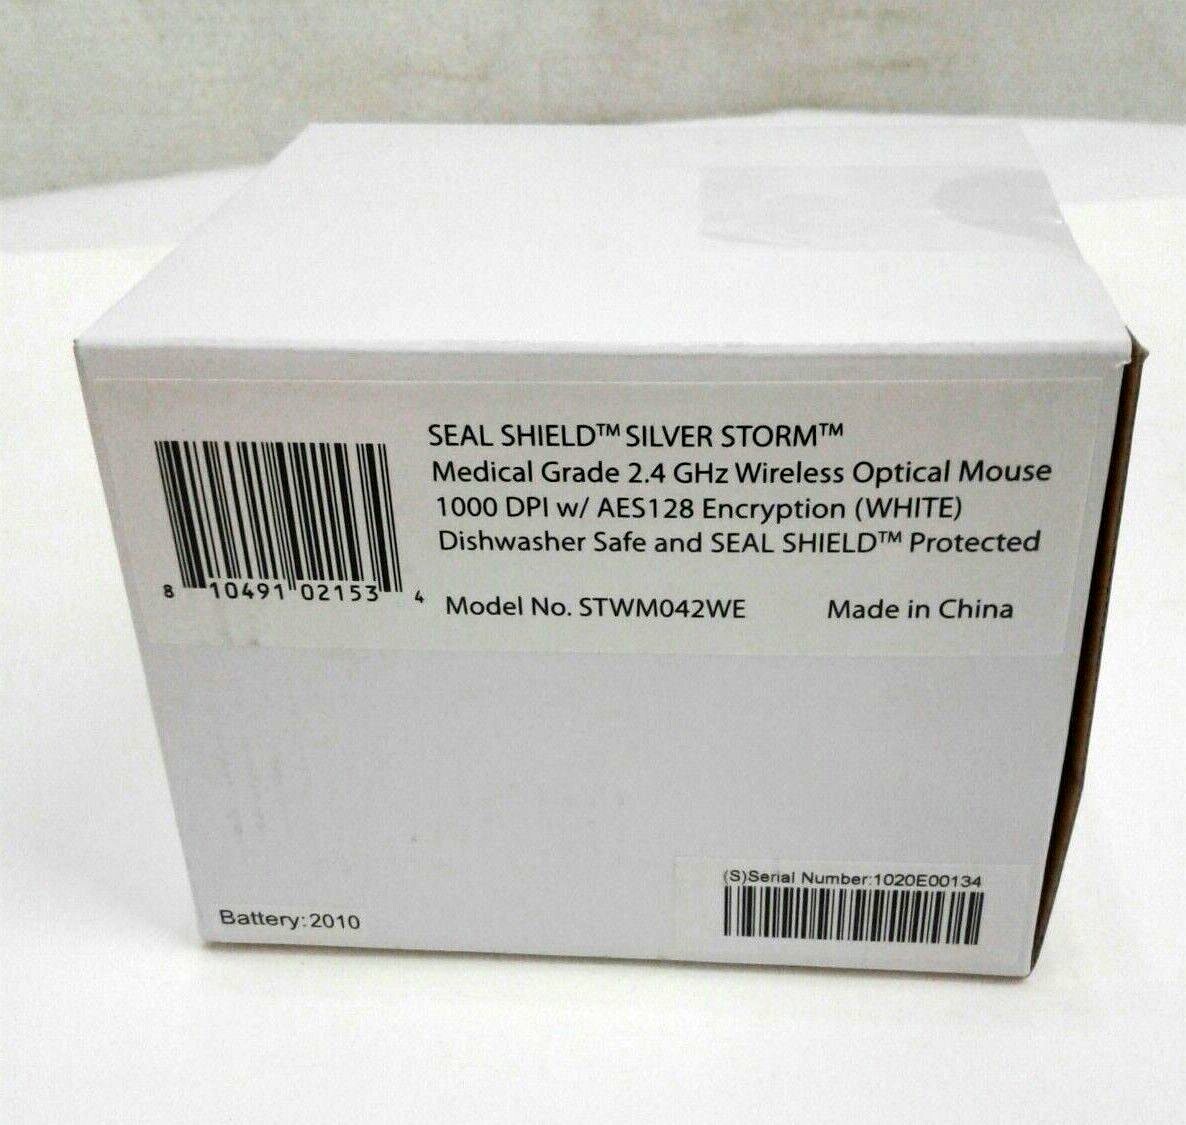 SEAL SHIELD™ SILVER STORM™
Medical Grade 2.4 GHz Wireless Optical Mouse
1000 DPI w/ AES128 Encryption (WHITE)
Dishwasher Safe and SEAL SHIELD™ Protected
8 10491 02153 4
Model No. STWM042WE Made in China
(S)Serial Number:1020E00134
Battery:2010